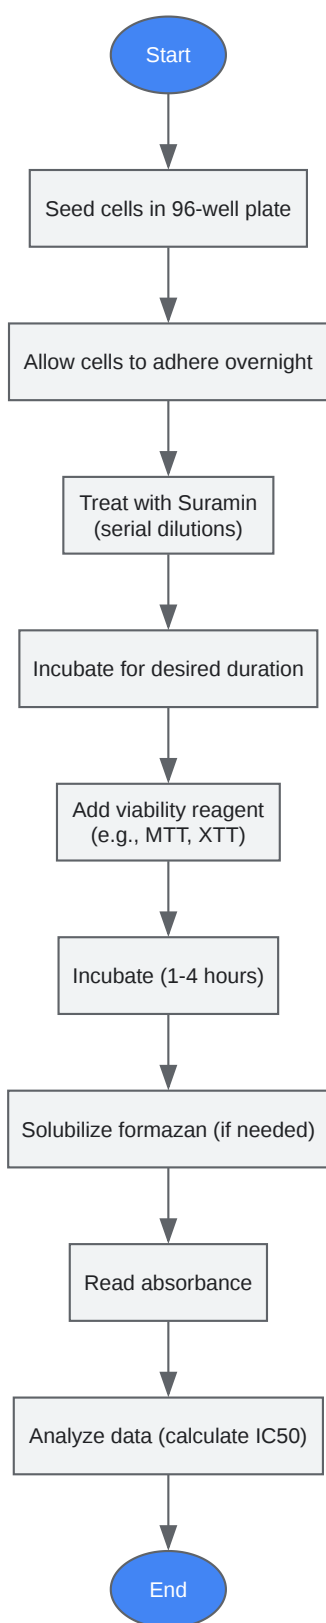 Start
Seed cells in 96-well plate
Allow cells to adhere overnight
Treat with Suramin
(serial dilutions)
Incubate for desired duration
Add viability reagent
(e.g., MTT, XTT)
Incubate (1-4 hours)
Solubilize formazan (if needed)
Read absorbance
Analyze data (calculate IC50)
End